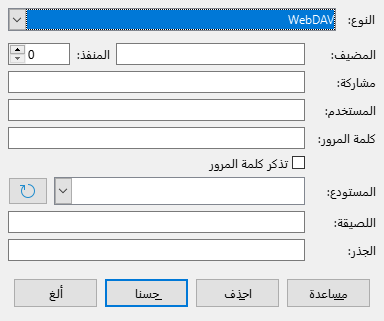 النوع: WebDAV
المضيف: المنفذ: 0
مشاركة:
المستخدم:
كلمة المرور:
تذكر كلمة المرور
المستودع:
اللصيقة:
الجذر:
مساعدة احذف حسنا ألغ